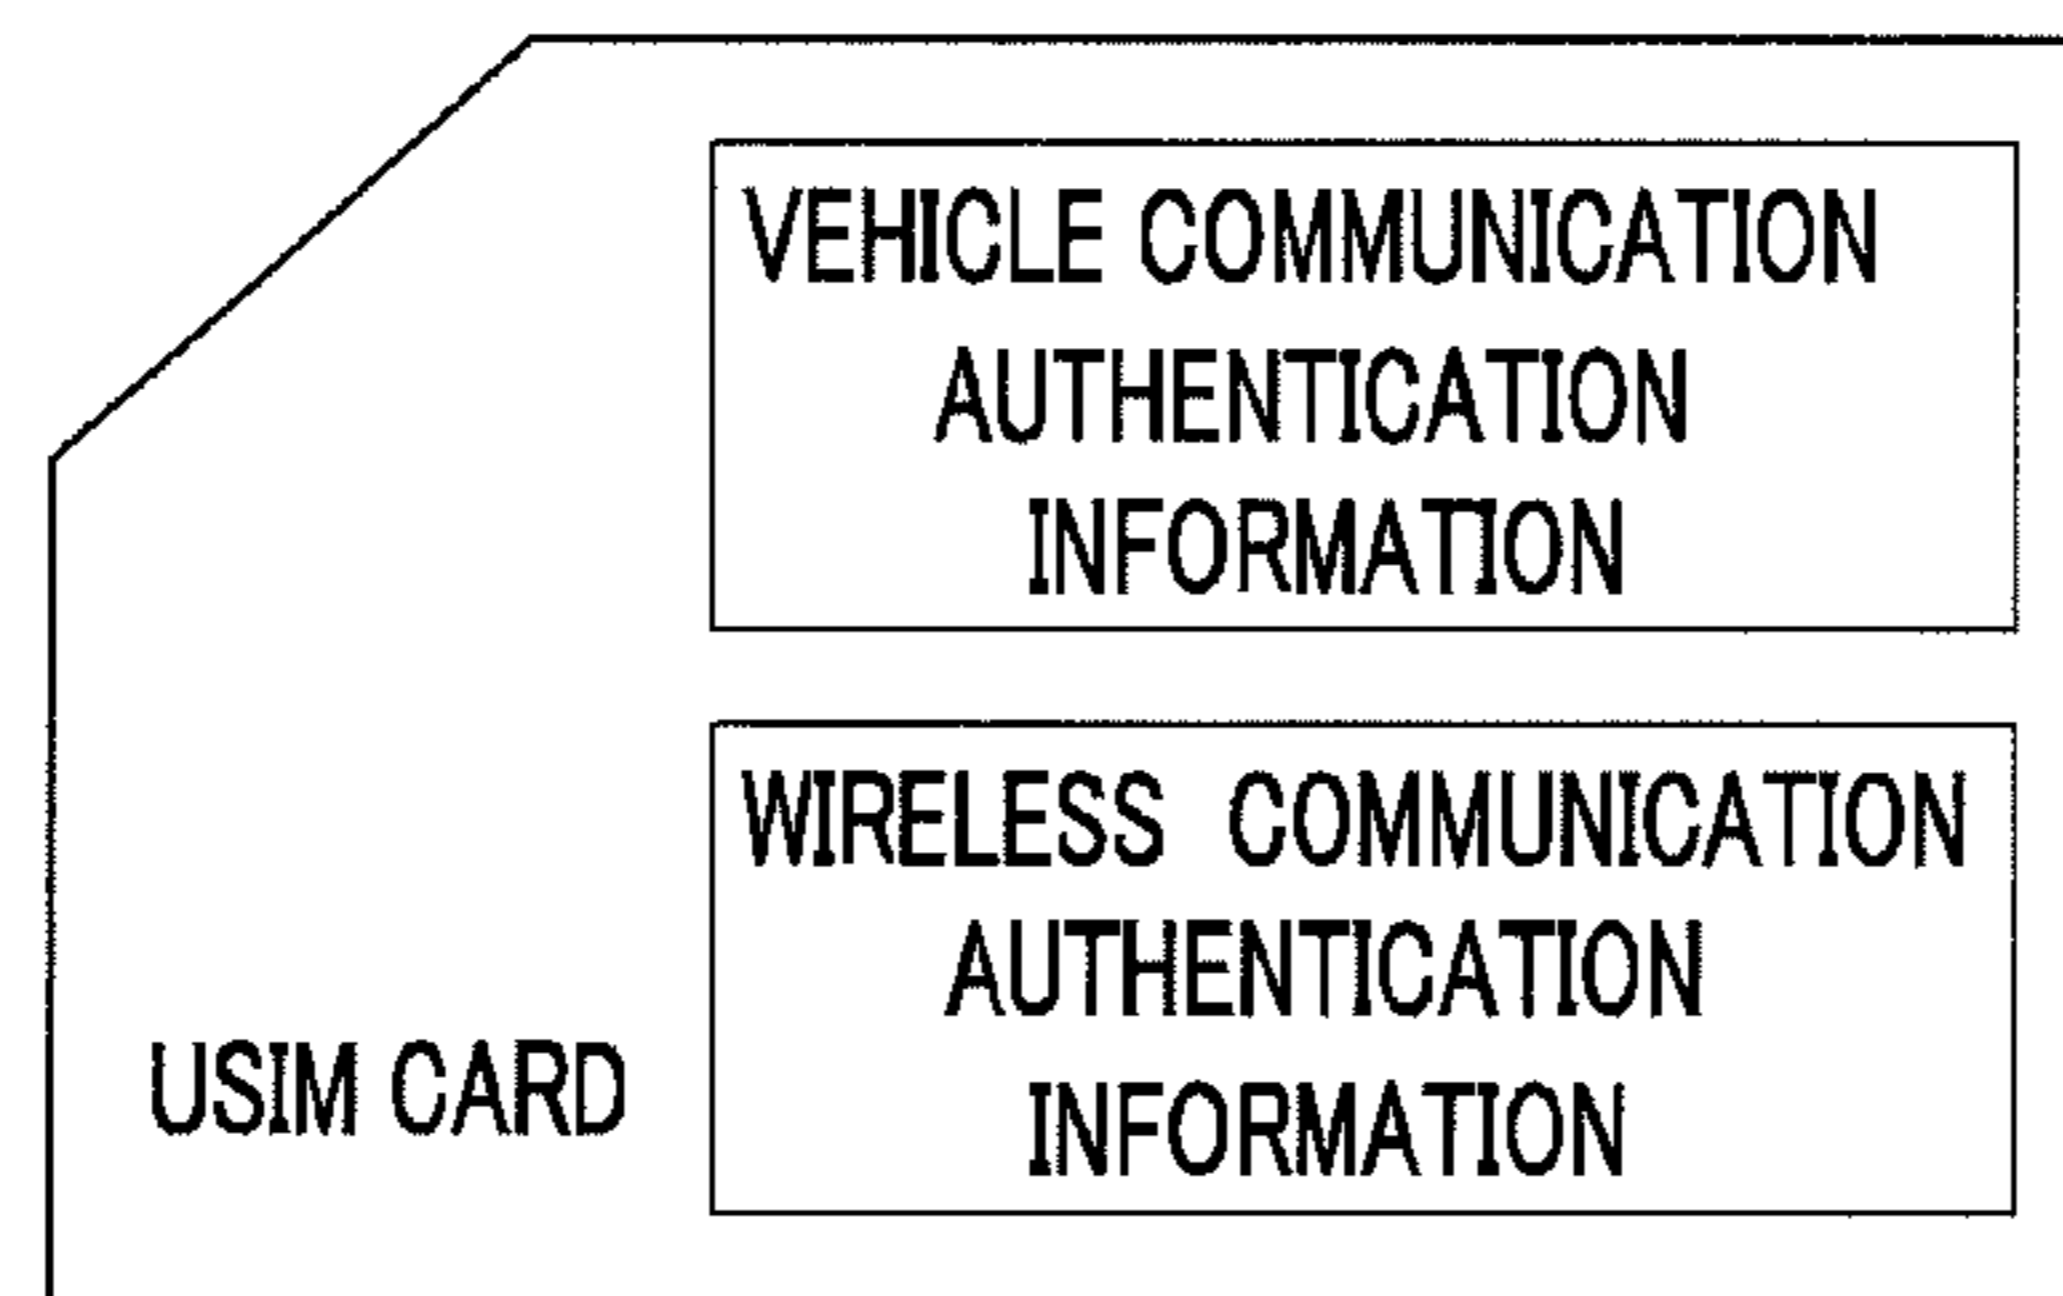 VEHICLE COMMUNICATION
AUTHENTICATION
INFORMATION
WIRELESS COMMUNICATION
AUTHENTICATION
INFORMATION
USIM CARD